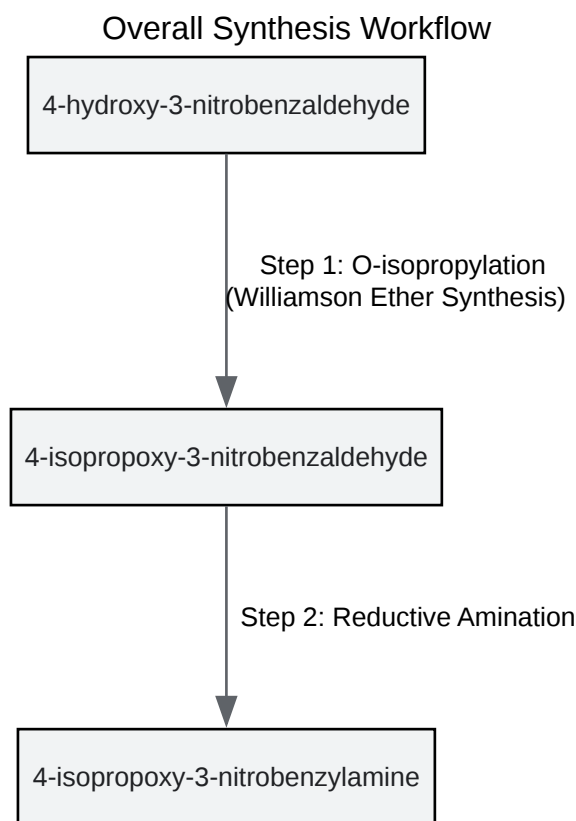 Overall Synthesis Workflow
4-hydroxy-3-nitrobenzaldehyde
Step 1: O-isopropylation
(Williamson Ether Synthesis)
4-isopropoxy-3-nitrobenzaldehyde
Step 2: Reductive Amination
4-isopropoxy-3-nitrobenzylamine